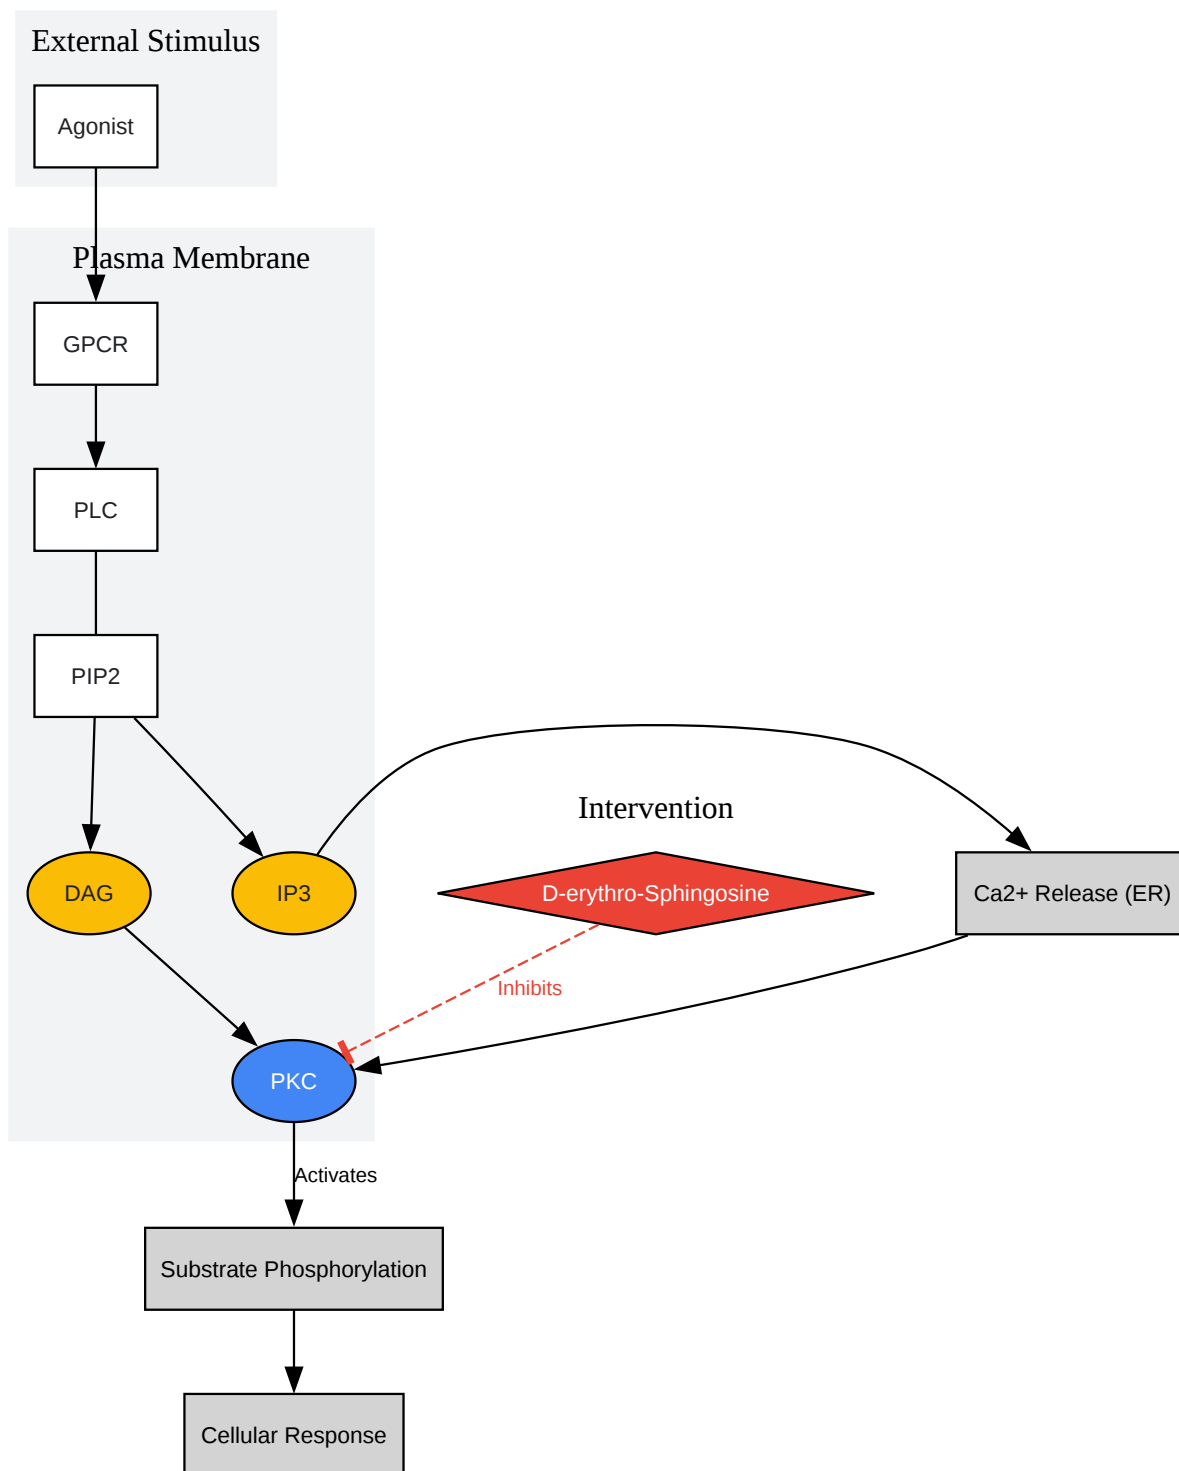 External Stimulus
Agonist
Plasma Membrane
GPCR
PLC
PIP2
Intervention
DAG
IP3
D-erythro-Sphingosine
Ca2+ Release (ER)
Inhibits
PKC
Activates
Substrate Phosphorylation
Cellular Response